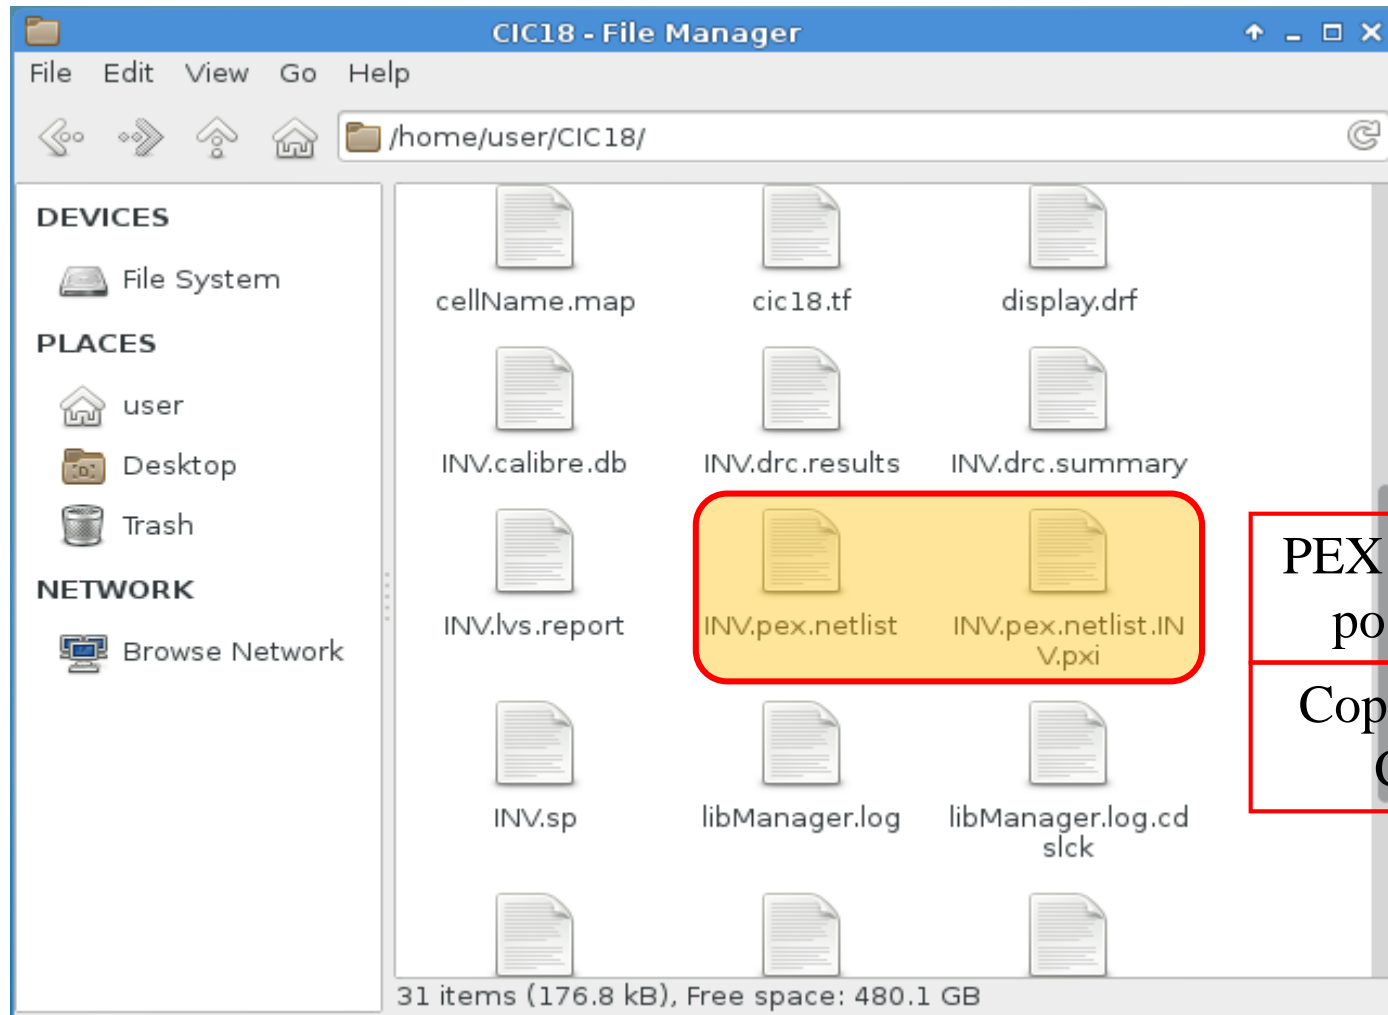 CIC18 - File Manager
File Edit View Go Help
/home/user/CIC18/
DEVICES
File System
PLACES
user
Desktop
Trash
NETWORK
Browse Network
cellName.map
cic18.tf
display.drf
INV.calibre.db
INV.drc.results
INV.drc.summary
INV.lvs.report
INV.pex.netlist
INV.pex.netlist.IN
V.pxi
INV.sp
libManager.log
libManager.log.cd
slck
PEX
31 items (176.8 kB), Free space: 480.1 GB